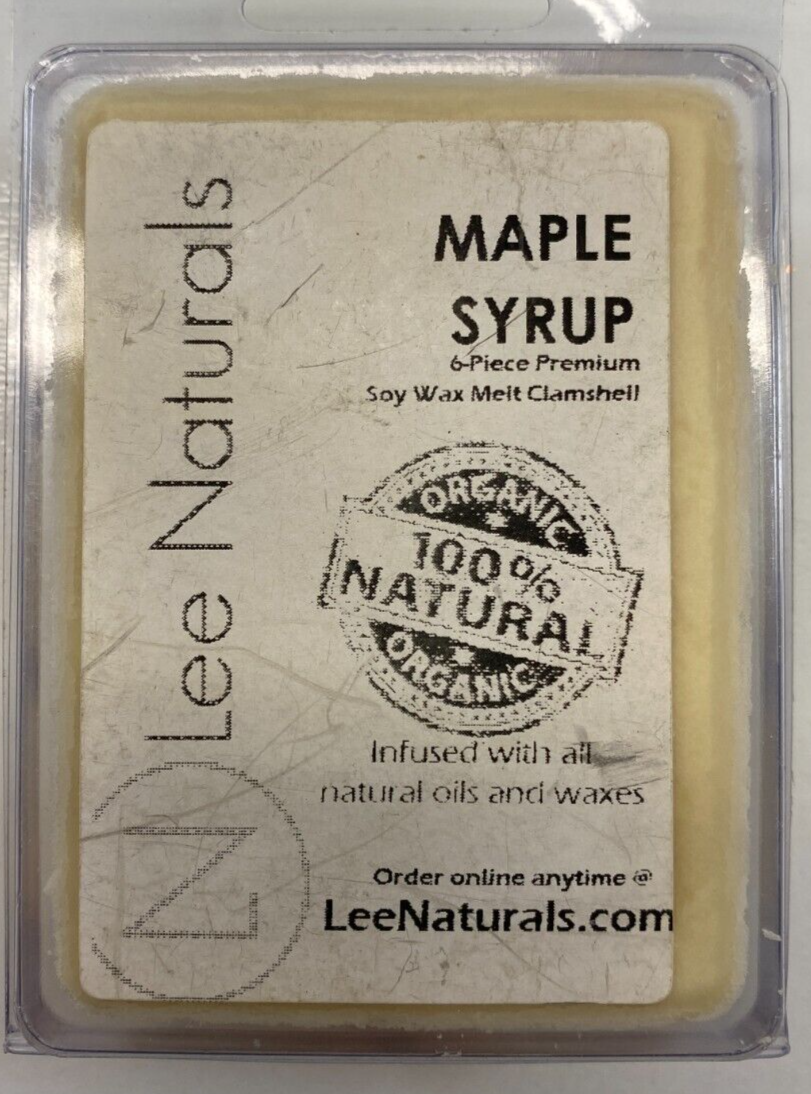 Lee Naturals
LN
MAPLE
SYRUP
6-Piece Premium
Soy Wax Melt Clamshell
ORGANIC
100%
NATURAL
ORGANIC
Infused with all
natural oils and waxes
Order online anytime @
LeeNaturals.com